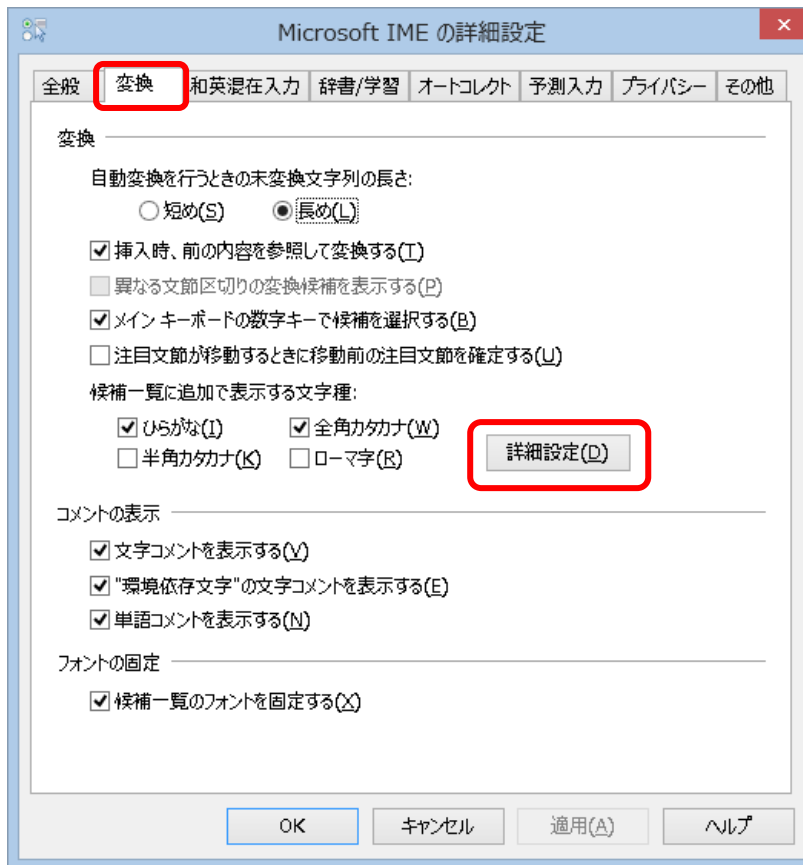 Microsoft IME の詳細設定
全般 変換 和英混在入力 辞書/学習 オートコレクト 予測入力 プライバシー その他
変換
自動変換を行うときの未変換文字列の長さ:
短め(S) 長め(L)
挿入時、前の内容を参照して変換する(T)
異なる文節区切りの変換候補を表示する(P)
メイン キーボードの数字キーで候補を選択する(B)
注目文節が移動するときに移動前の注目文節を確定する(U)
候補一覧に追加で表示する文字種:
ひらがな(I) 全角カタカナ(W)
半角カタカナ(K) ローマ字(R) 詳細設定(D)
コメントの表示
文字コメントを表示する(V)
"環境依存文字"の文字コメントを表示する(E)
単語コメントを表示する(N)
フォントの固定
候補一覧のフォントを固定する(X)
OK キャンセル 適用(A) ヘルプ